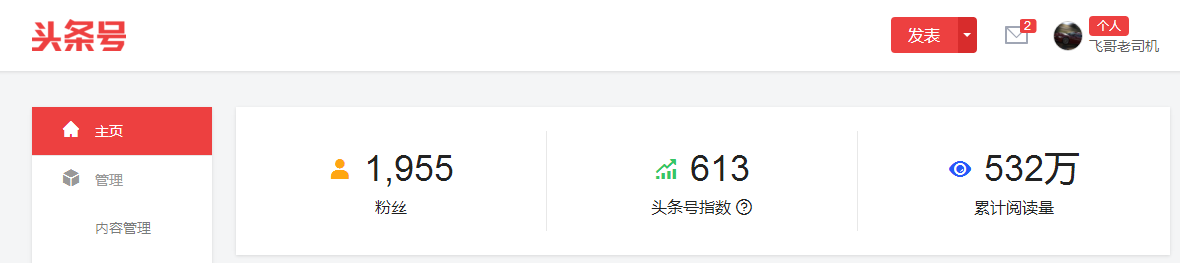 头条号
发表
2
个人
飞哥老司机
主页
管理
内容管理
1,955
粉丝
613
头条号指数 ?
532万
累计阅读量